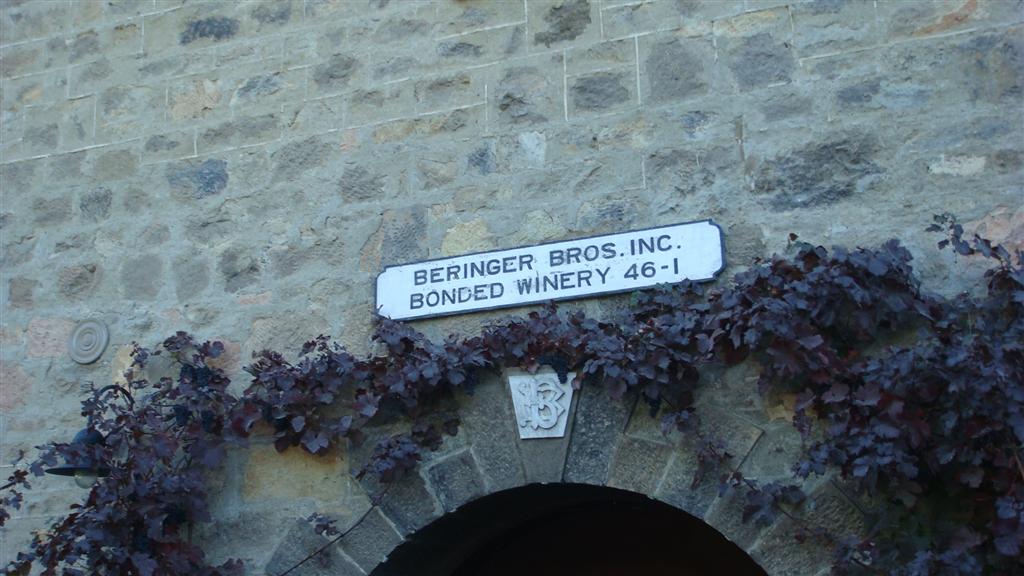 BERINGER BROS. INC.
BONDED WINERY 46-1
B